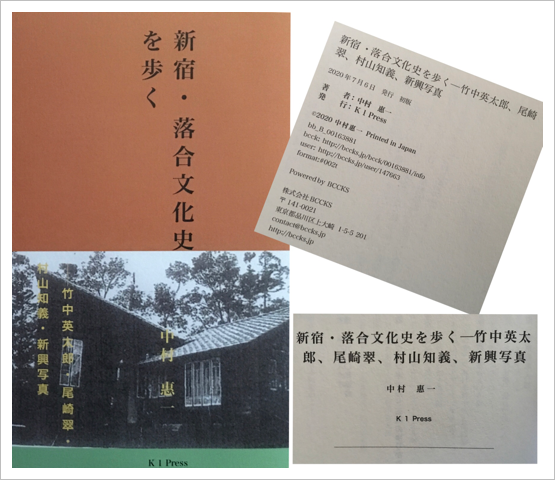 新宿・落合文化史
を歩く
竹中英太郎・尾崎翠・
村山知義・新興写真
中村 惠一
K 1 Press
新宿・落合文化史を歩く―竹中英太郎、尾崎
翠、村山知義、新興写真
2020年7月6日 発行 初版
著 者：中村 惠一
発 行：K 1 Press
©2020 中村惠一 Printed in Japan
bb_B_00163881
bcck: http://bccks.jp/bcck/00163881/info
user: http://bccks.jp/user/147663
format:#002t
Powered by BCCKS
株式会社 BCCKS
〒141-0021
東京都品川区上大崎 1-5-5 201
contact@bccks.jp
http://bccks.jp
新宿・落合文化史を歩く―竹中英太
郎、尾崎翠、村山知義、新興写真
中村 惠一
K 1 Press